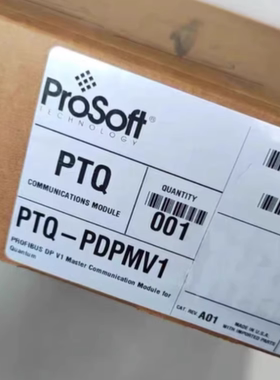 ProSoft®
TECHNOLOGY
PTQ
COMMUNICATIONS MODULE
QUANTITY
001
PTQ-PDPMV1
PROFIBUS DP V1 Master Communication Module for
Quantum
CAT REV A01
MADE IN U.S.A.
WITH IMPORTED PARTS